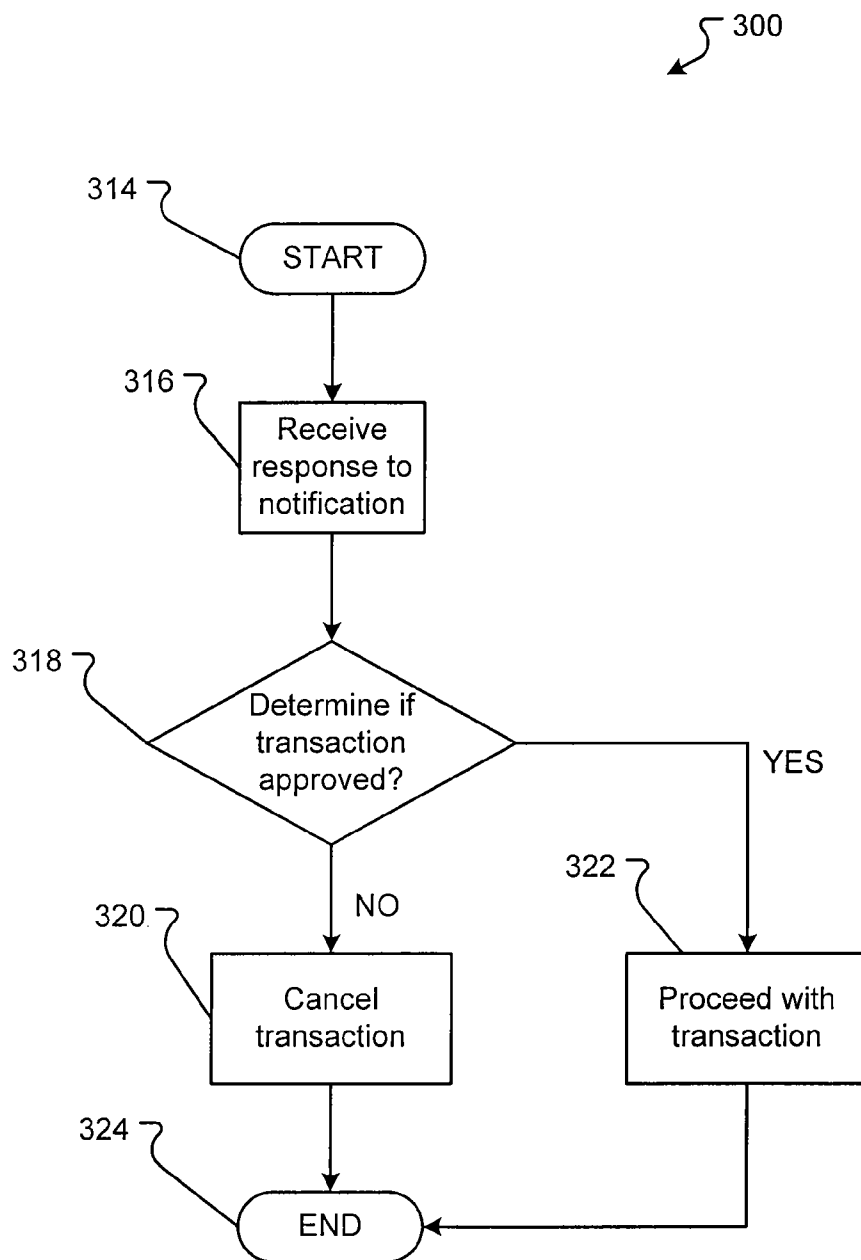 300
314
START
316
Receive
response to
notification
318
Determine if
transaction
approved?
YES
NO
320
Cancel
transaction
322
Proceed with
transaction
324
END